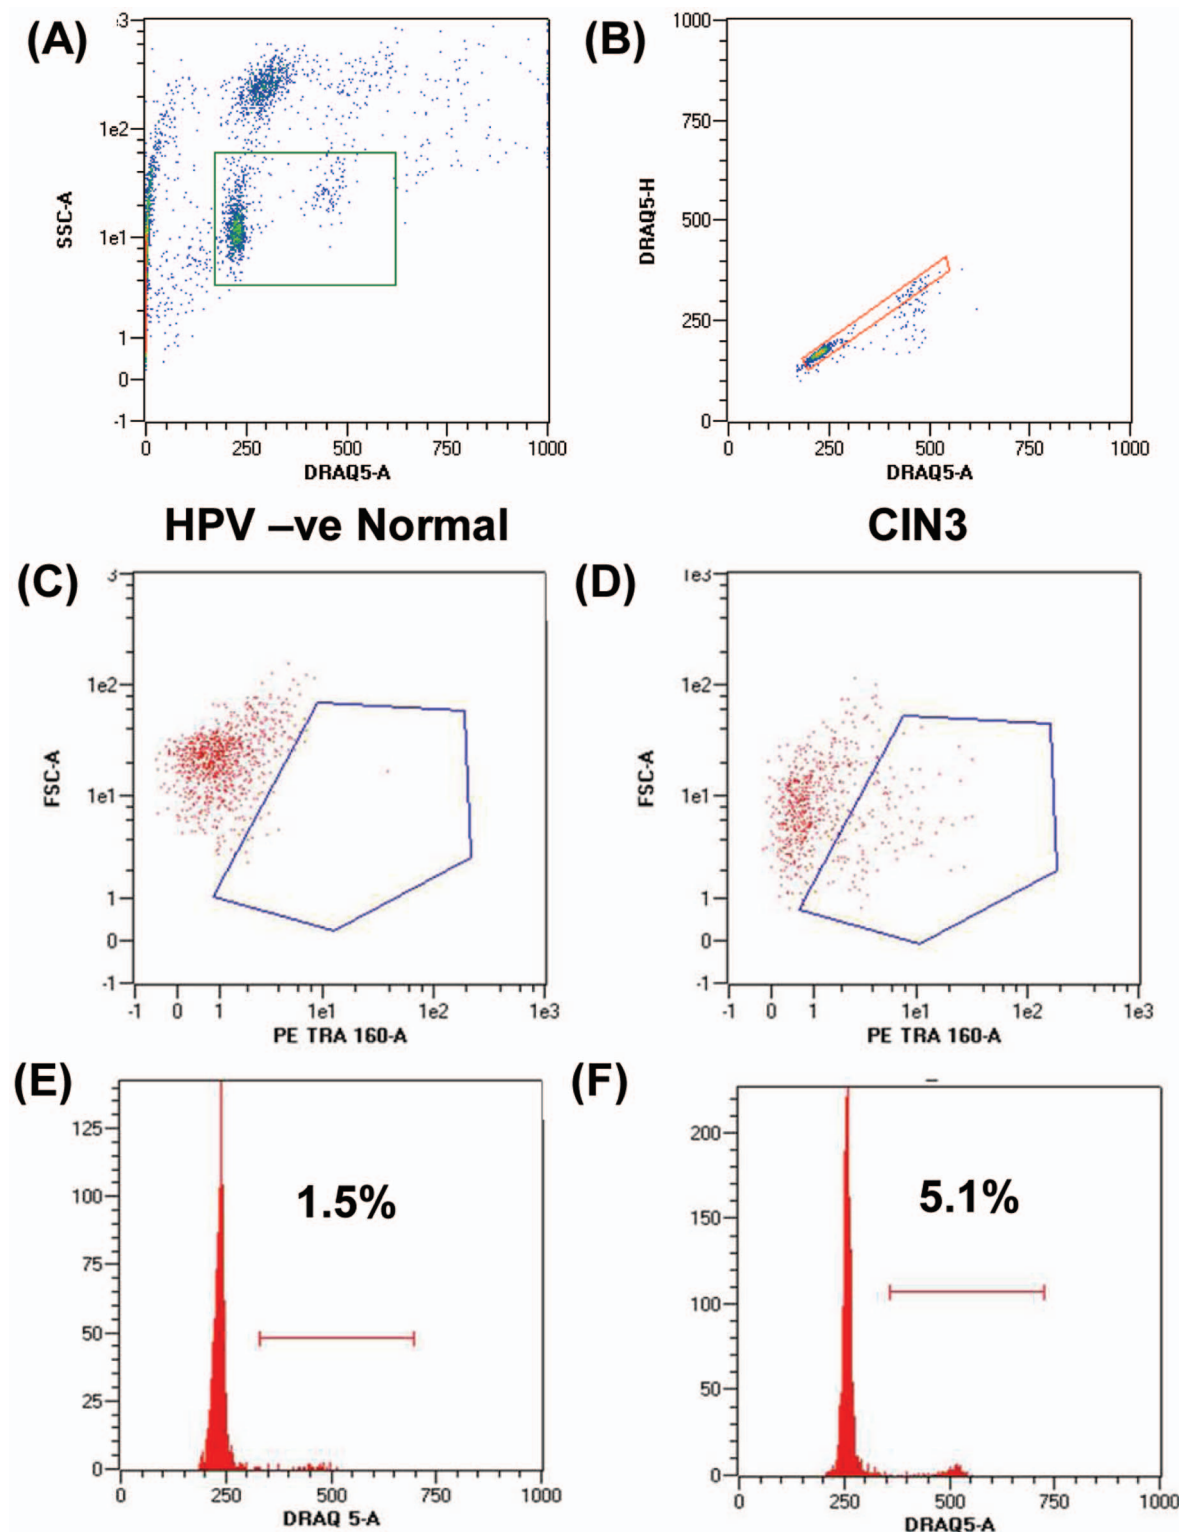 (A)
3
1e2
1e1
1
0
-1
SSC-A
0 250 500 750 1000
DRAQ5-A
(B)
1000
750
500
250
0
DRAQ5-H
0 250 500 750 1000
DRAQ5-A
HPV –ve Normal
CIN3
(C)
3
1e2
1e1
1
0
-1
FSC-A
-1 0 1 1e1 1e2 1e3
PE TRA 160-A
(D)
1e3
1e2
1e1
1
0
-1
FSC-A
-1 0 1 1e1 1e2 1e3
PE TRA 160-A
(E)
125
100
75
50
25
0
1.5%
0 250 500 750 1000
DRAQ 5-A
(F)
200
150
100
50
0
5.1%
0 250 500 750 1000
DRAQ5-A